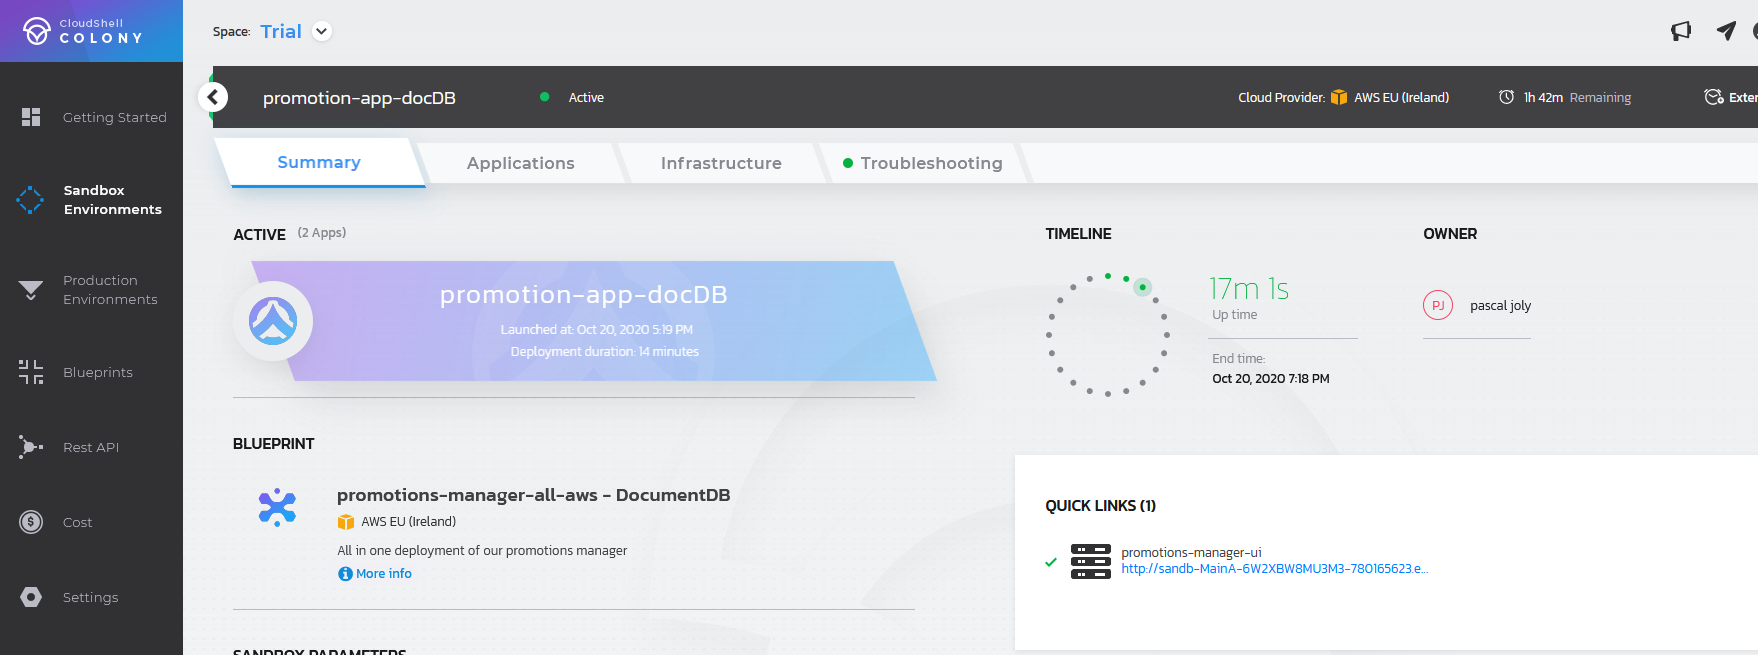 CloudShell
COLONY
Space: Trial
promotion-app-docDB
Active
Cloud Provider: AWS EU (Ireland)
1h 42m Remaining
Getting Started
Sandbox
Environments
Production
Environments
Blueprints
Rest API
Cost
Settings
Summary
Applications
Infrastructure
Troubleshooting
ACTIVE (2 Apps)
promotion-app-docDB
Launched at: Oct 20, 2020 5:19 PM
Deployment duration: 14 minutes
TIMELINE
17m 1s
Up time
End time:
Oct 20, 2020 7:18 PM
OWNER
PJ
pascal joly
BLUEPRINT
promotions-manager-all-aws - DocumentDB
AWS EU (Ireland)
All in one deployment of our promotions manager
More info
QUICK LINKS (1)
promotions-manager-ui
http://sandb-MainA-6W2XBW8MU3M3-780165623.e...
SANDBOX PARAMETERS